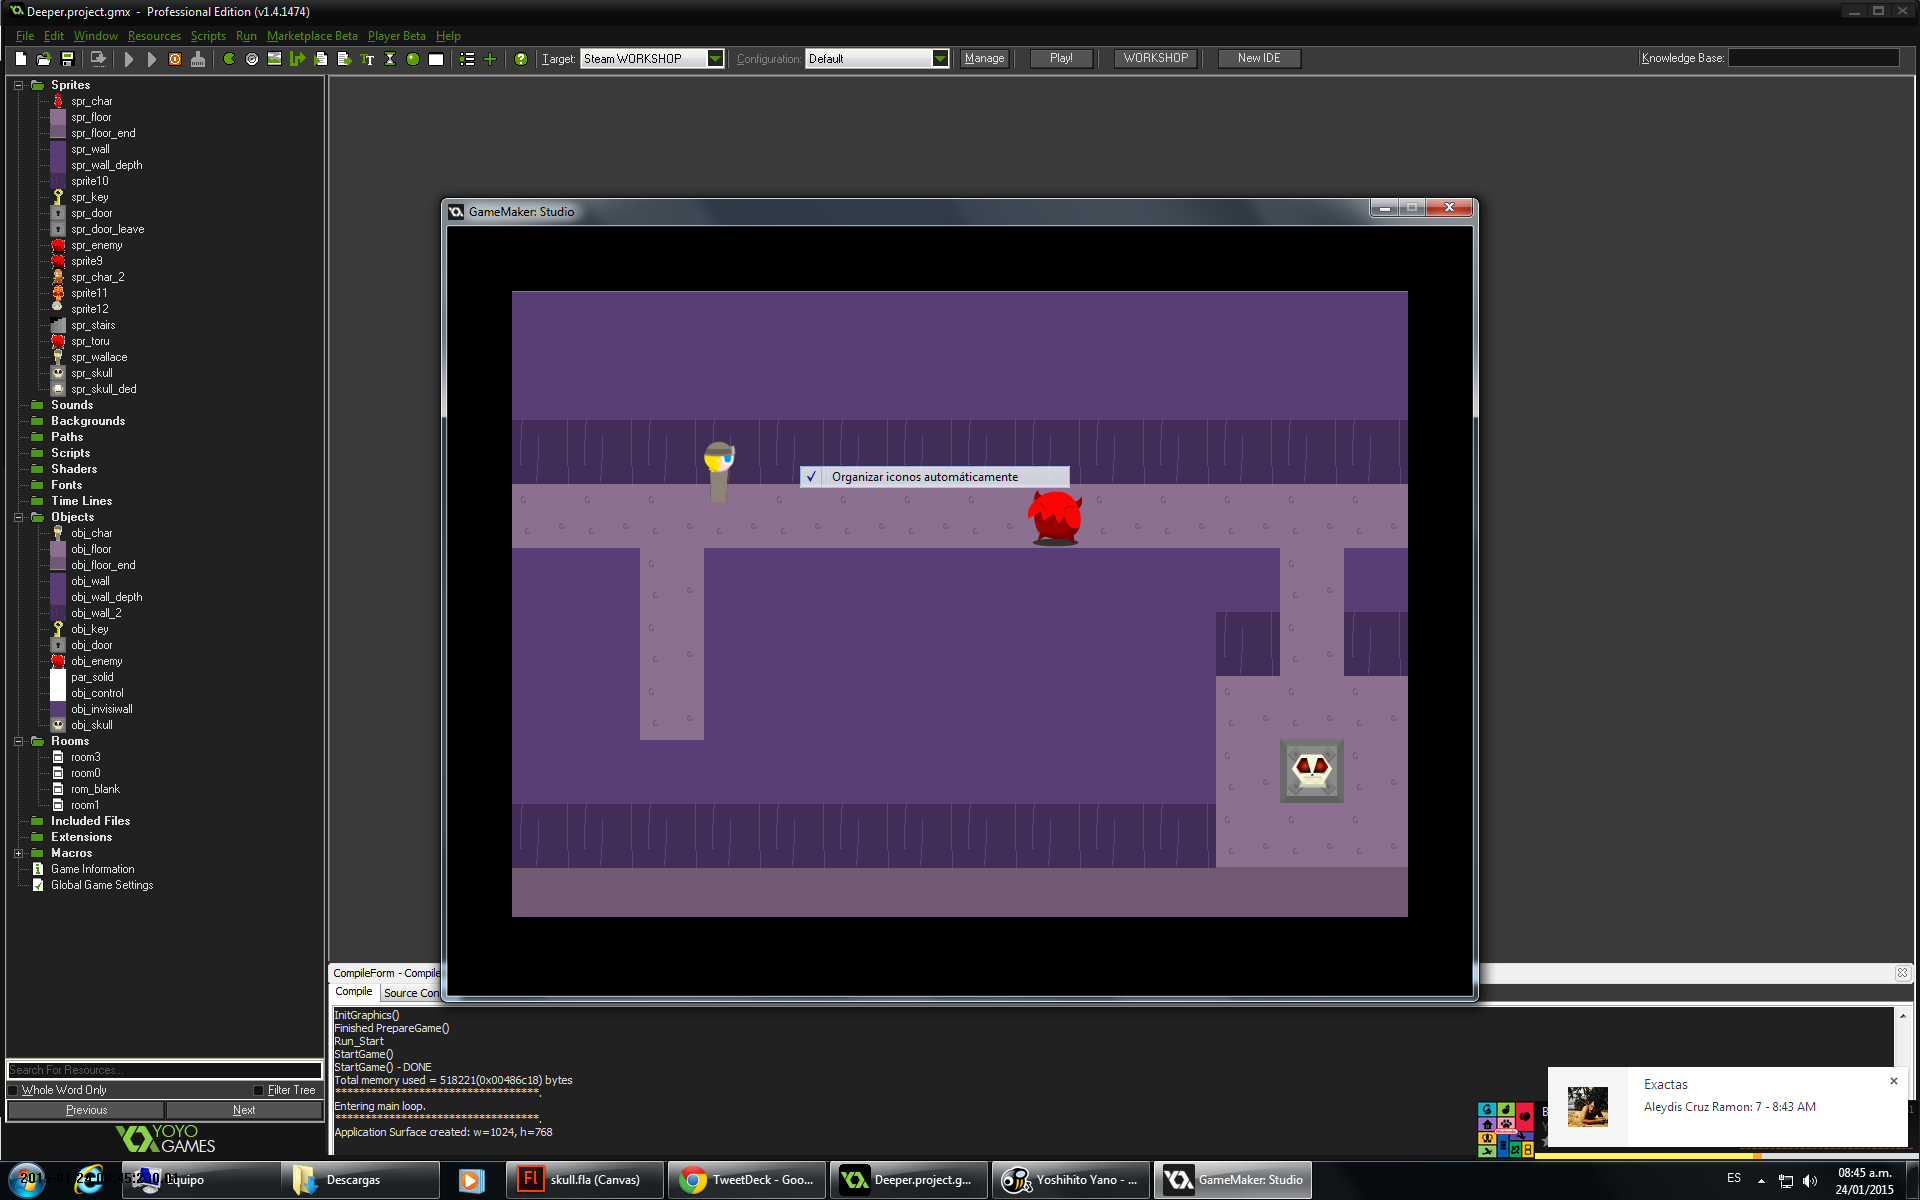 Deeper.project.gmx - Professional Edition (v1.4.1474)
File Edit Window Resources Scripts Run Marketplace Beta Player Beta Help
Target: Steam WORKSHOP Configuration: Default Manage Play! WORKSHOP New IDE Knowledge Base:
Sprites
spr_char
spr_floor
spr_floor_end
spr_wall
spr_wall_depth
sprite10
spr_key
spr_door
spr_door_leave
spr_enemy
sprite9
spr_char_2
sprite11
sprite12
spr_stairs
spr_toru
spr_wallace
spr_skull
spr_skull_ded
Sounds
Backgrounds
Paths
Scripts
Shaders
Fonts
Time Lines
Objects
obj_char
obj_floor
obj_floor_end
obj_wall
obj_wall_depth
obj_wall_2
obj_key
obj_door
obj_enemy
par_solid
obj_control
obj_invisiwall
obj_skull
Rooms
room3
room0
rom_blank
room1
Included Files
Extensions
Macros
Game Information
Global Game Settings
Search For Resources...
Whole Word Only Filter Tree
Previous Next
YOYO
GAMES
GameMaker: Studio
Organizar iconos automáticamente
CompileForm - Compile
Compile Source Con
InitGraphics()
Finished PrepareGame()
Run_Start
StartGame()
StartGame() - DONE
Total memory used = 518221(0x00486c18) bytes
***********************************.
Entering main loop.
***********************************.
Application Surface created: w=1024, h=768
Exactas
Aleydis Cruz Ramon: 7 - 8:43 AM
Equipo
Descargas
Fl skull.fla (Canvas)
TweetDeck - Goo...
Deeper.project.g...
Yoshihito Yano - ...
GameMaker: Studio
ES
08:45 a.m.
24/01/2015